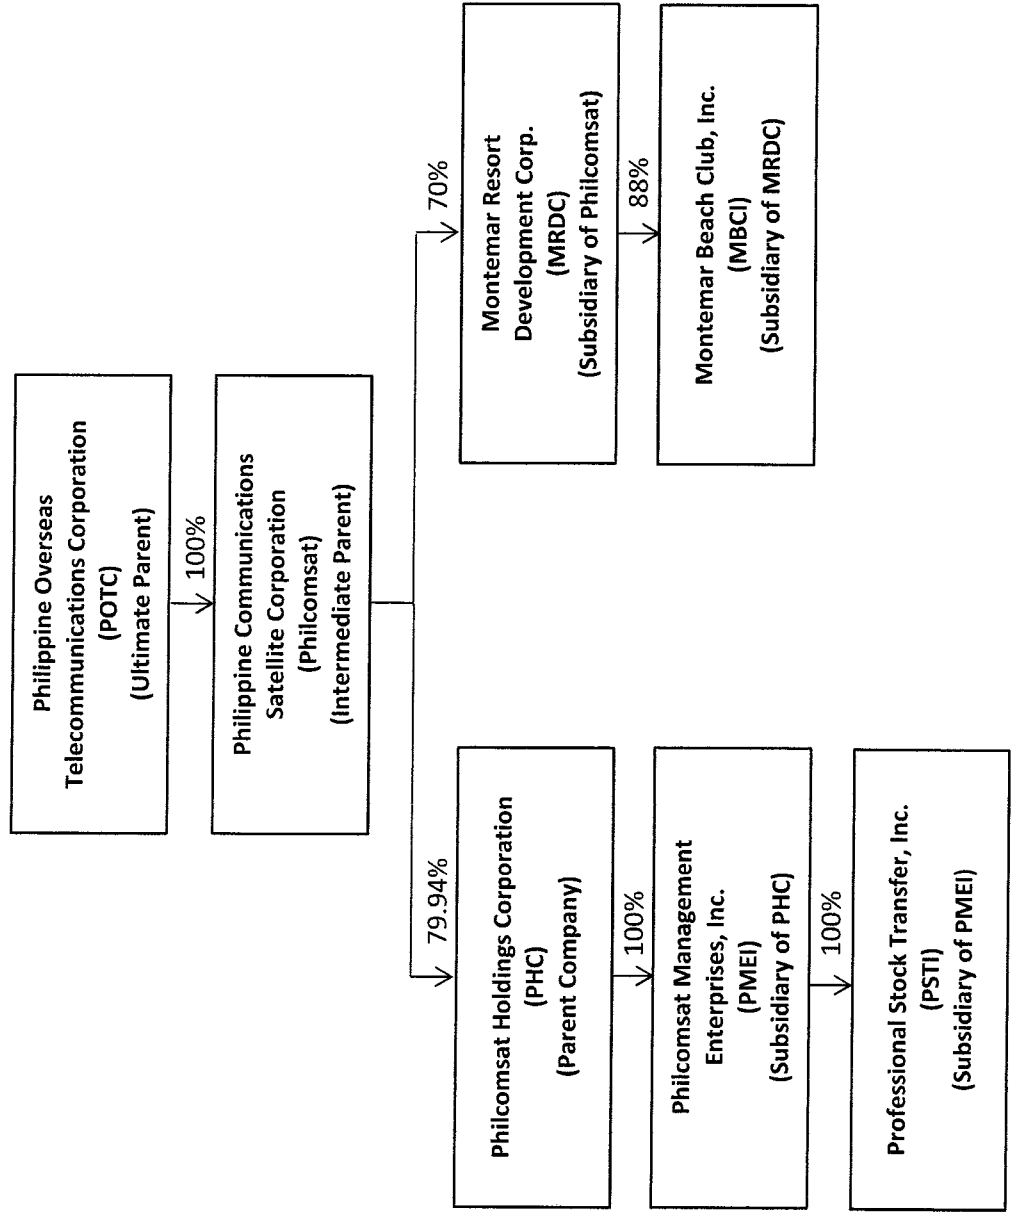 Philippine Overseas
Telecommunications Corporation
(POTC)
(Ultimate Parent)
100%
Philippine Communications
Satellite Corporation
(Philcomsat)
(Intermediate Parent)
79.94%
Philcomsat Holdings Corporation
(PHC)
(Parent Company)
100%
Philcomsat Management
Enterprises, Inc.
(PMEI)
(Subsidiary of PHC)
100%
Professional Stock Transfer, Inc.
(PSTI)
(Subsidiary of PMEI)
70%
Montemar Resort
Development Corp.
(MRDC)
(Subsidiary of Philcomsat)
88%
Montemar Beach Club, Inc.
(MBCI)
(Subsidiary of MRDC)